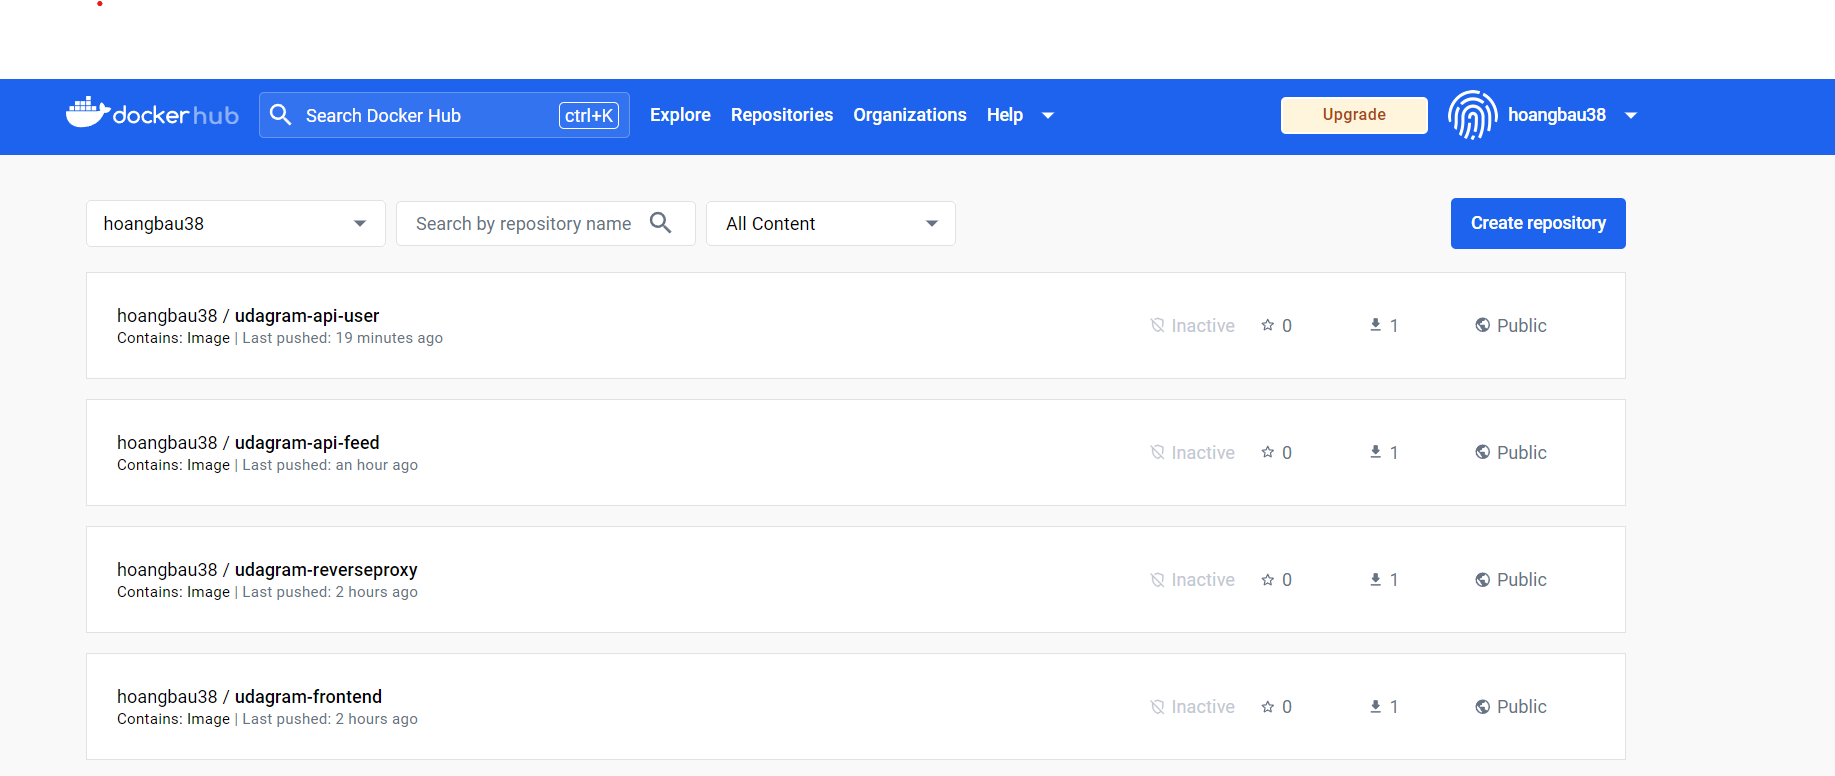 docker hub
Search Docker Hub ctrl+K
Explore Repositories Organizations Help
Upgrade
hoangbau38
hoangbau38
Search by repository name
All Content
Create repository
hoangbau38 / udagram-api-user
Contains: Image | Last pushed: 19 minutes ago
Inactive 0 1 Public
hoangbau38 / udagram-api-feed
Contains: Image | Last pushed: an hour ago
Inactive 0 1 Public
hoangbau38 / udagram-reverseproxy
Contains: Image | Last pushed: 2 hours ago
Inactive 0 1 Public
hoangbau38 / udagram-frontend
Contains: Image | Last pushed: 2 hours ago
Inactive 0 1 Public